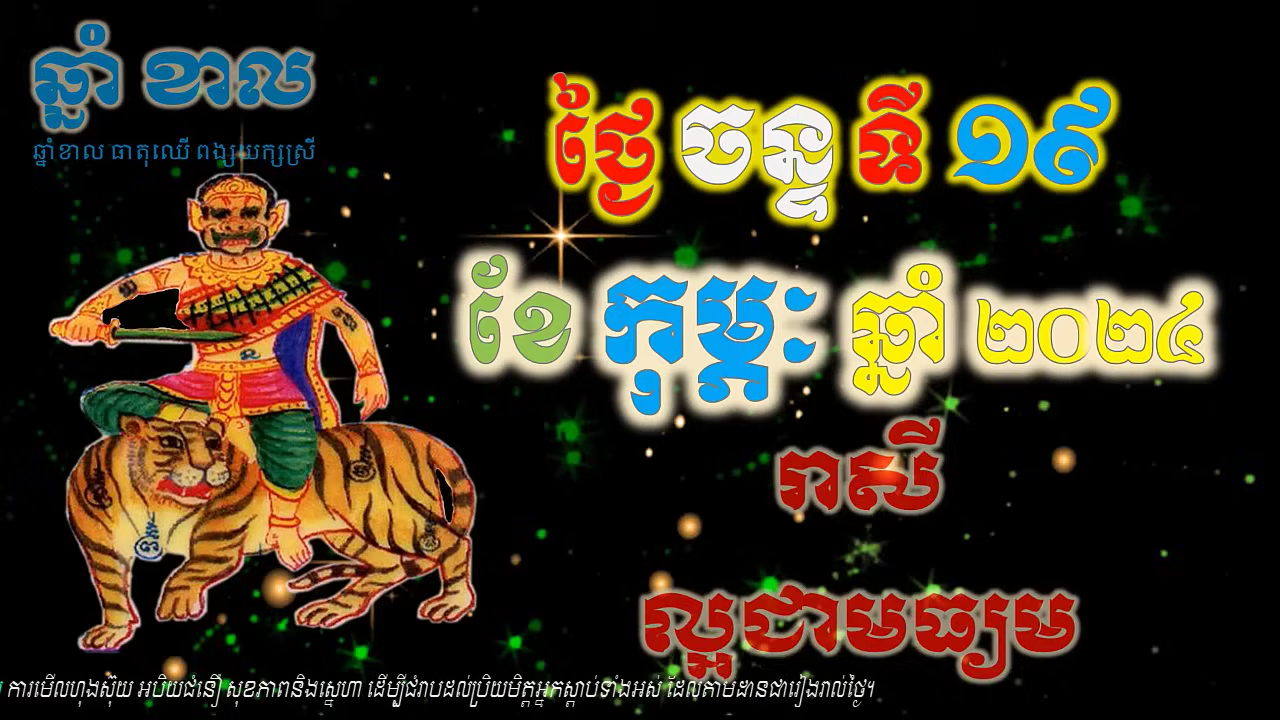 ឆ្នាំ ខាល
ឆ្នាំខាល ធាតុឈើ ពង្សយក្សស្រី
ថ្ងៃ ចន្ទ ទី ១៩
ខែ កុម្ភៈ ឆ្នាំ ២០២៤
រាសី
ល្អជាមធ្យម
ការមើលហុងស៊ុយ អបិយជំនឿ សុខភាពនិងស្នេហា ដើម្បីជំរាបដល់ប្រិយមិត្តអ្នកស្តាប់ទាំងអស់ ដែលតាមដានជារៀងរាល់ថ្ងៃ។